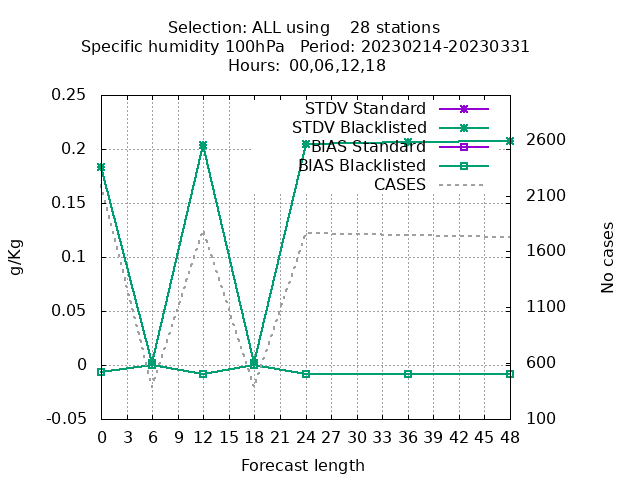 Selection: ALL using    28 stations
Specific humidity 100hPa   Period: 20230214-20230331
Hours: 00,06,12,18
STDV Standard
STDV Blacklisted
BIAS Standard
BIAS Blacklisted
CASES
0.25
0.2
0.15
0.1
0.05
0
-0.05
g/Kg
2600
2100
1600
1100
600
100
No cases
0 3 6 9 12 15 18 21 24 27 30 33 36 39 42 45 48
Forecast length